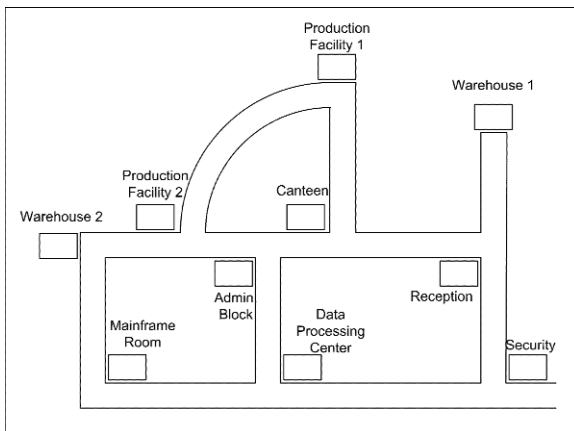 Production
Facility 1
Warehouse 1
Production
Facility 2
Canteen
Warehouse 2
Admin
Block
Reception
Mainframe
Room
Data
Processing
Center
Security